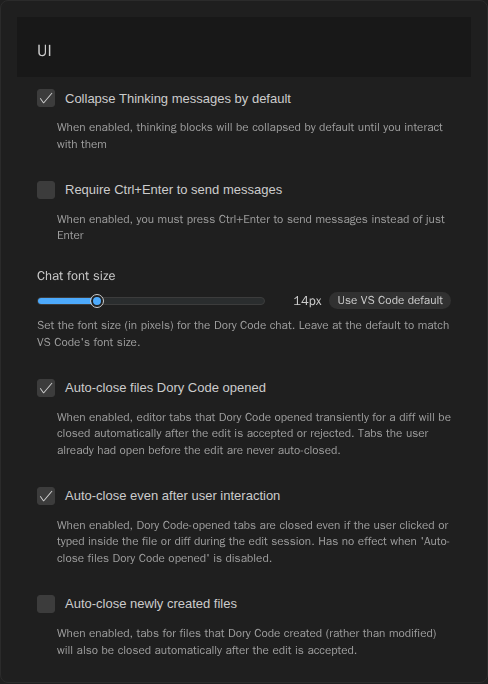 UI
Collapse Thinking messages by default
When enabled, thinking blocks will be collapsed by default until you interact
with them
Require Ctrl+Enter to send messages
When enabled, you must press Ctrl+Enter to send messages instead of just
Enter
Chat font size
14px Use VS Code default
Set the font size (in pixels) for the Dory Code chat. Leave at the default to match
VS Code's font size.
Auto-close files Dory Code opened
When enabled, editor tabs that Dory Code opened transiently for a diff will be
closed automatically after the edit is accepted or rejected. Tabs the user
already had open before the edit are never auto-closed.
Auto-close even after user interaction
When enabled, Dory Code-opened tabs are closed even if the user clicked or
typed inside the file or diff during the edit session. Has no effect when "Auto-
close files Dory Code opened" is disabled.
Auto-close newly created files
When enabled, tabs for files that Dory Code created (rather than modified)
will also be closed automatically after the edit is accepted.